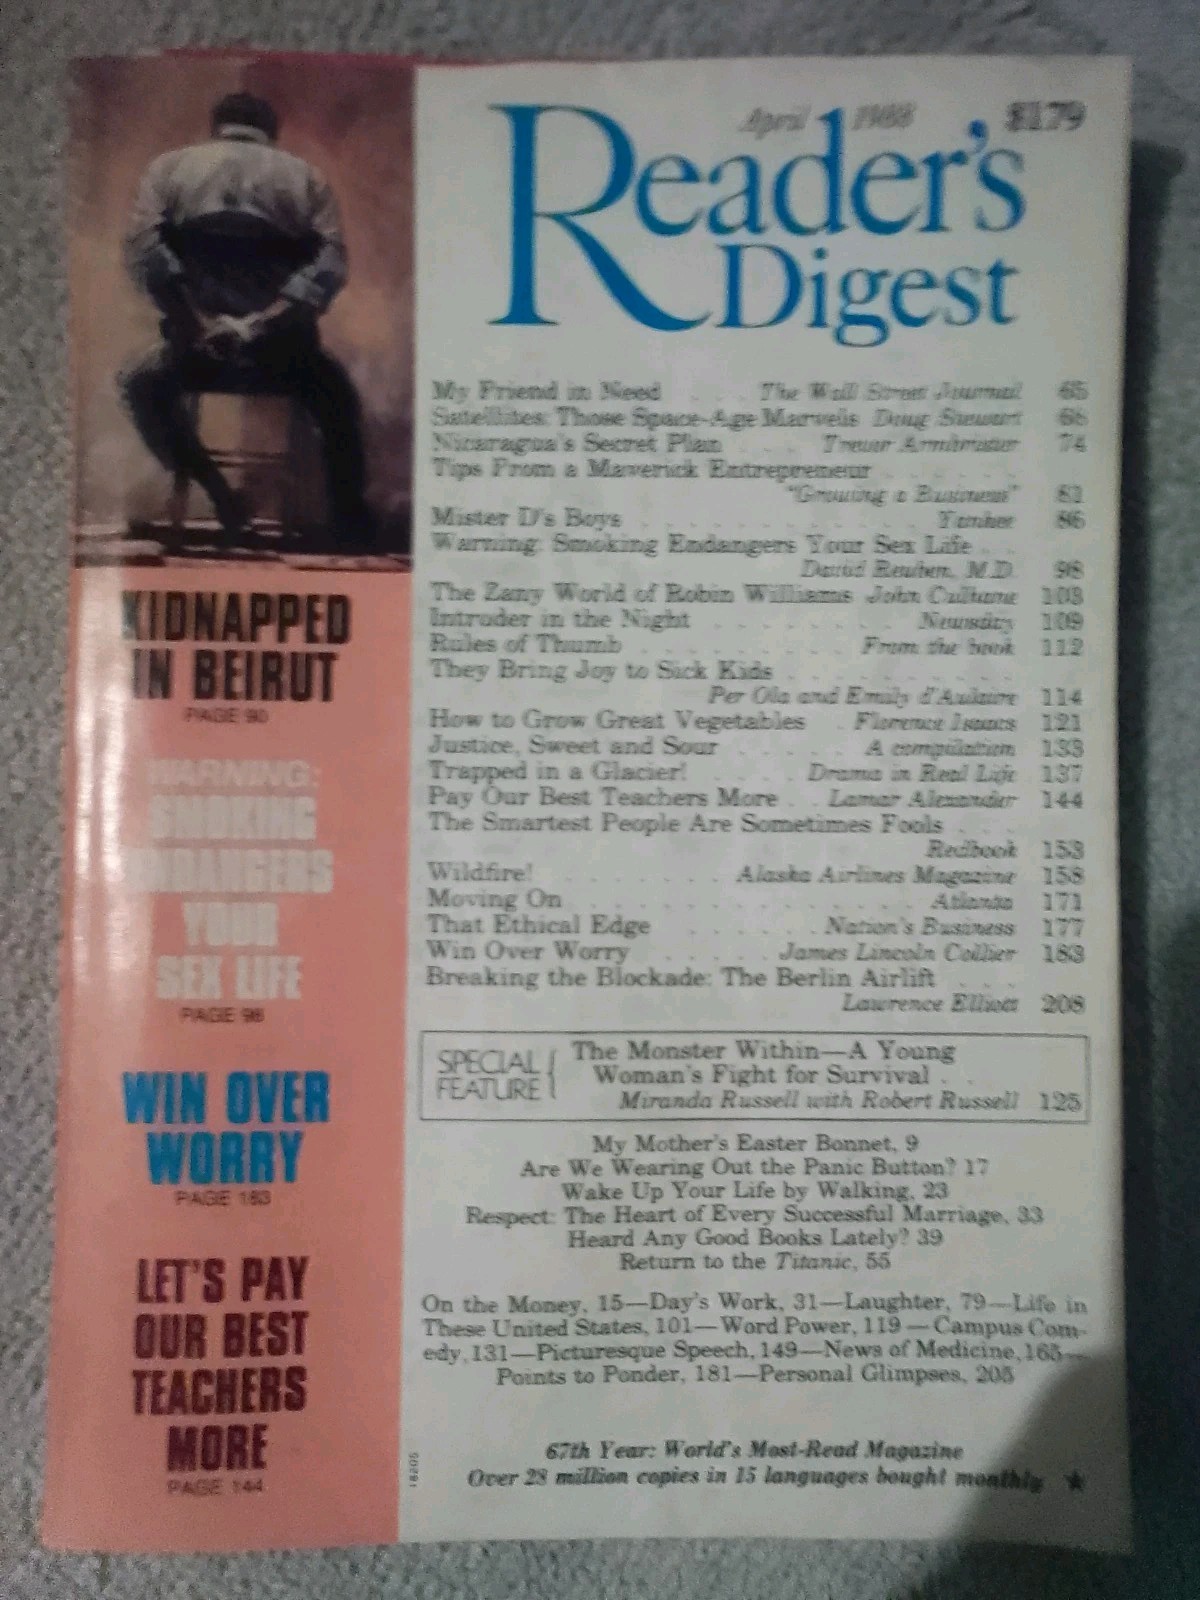 April 1988 $1.79
Reader's
Digest
My Friend in Need . . . The Wall Street Journal 65
Satellites: Those Space-Age Marvels Doug Stewart 68
Nicaragua's Secret Plan . . . Trevor Armbrister 74
Tips From a Maverick Entrepreneur . . . . . .
"Growing a Business" 81
Mister D's Boys . . . . . . . . . . . Yankee 86
Warning: Smoking Endangers Your Sex Life . .
David Reuben, M.D. 98
The Zany World of Robin Williams John Culhane 103
Intruder in the Night . . . . . . . . Newsday 109
Rules of Thumb . . . . . . . . From the book 112
They Bring Joy to Sick Kids . . . . . . . . .
Per Ola and Emily d'Aulaire 114
How to Grow Great Vegetables . Florence Isaacs 121
Justice, Sweet and Sour . . . . . A compilation 133
Trapped in a Glacier! . . . . Drama in Real Life 137
Pay Our Best Teachers More . . Lamar Alexander 144
The Smartest People Are Sometimes Fools . . .
Redbook 153
Wildfire! . . . . . . . Alaska Airlines Magazine 158
Moving On . . . . . . . . . . . . . . Atlanta 171
That Ethical Edge . . . . . . Nation's Business 177
Win Over Worry . . . . . James Lincoln Collier 183
Breaking the Blockade: The Berlin Airlift . . .
Lawrence Elliott 208
SPECIAL FEATURE
The Monster Within—A Young
Woman's Fight for Survival . .
Miranda Russell with Robert Russell 125
My Mother's Easter Bonnet, 9
Are We Wearing Out the Panic Button? 17
Wake Up Your Life by Walking, 23
Respect: The Heart of Every Successful Marriage, 33
Heard Any Good Books Lately? 39
Return to the Titanic, 55
On the Money, 15—Day's Work, 31—Laughter, 79—Life in
These United States, 101—Word Power, 119—Campus Com-
edy, 131—Picturesque Speech, 149—News of Medicine, 165—
Points to Ponder, 181—Personal Glimpses, 205
67th Year: World's Most-Read Magazine
Over 28 million copies in 15 languages bought monthly
KIDNAPPED
IN BEIRUT
PAGE 90
WARNING:
SMOKING
ENDANGERS
YOUR
SEX LIFE
PAGE 98
WIN OVER
WORRY
PAGE 183
LET'S PAY
OUR BEST
TEACHERS
MORE
PAGE 144